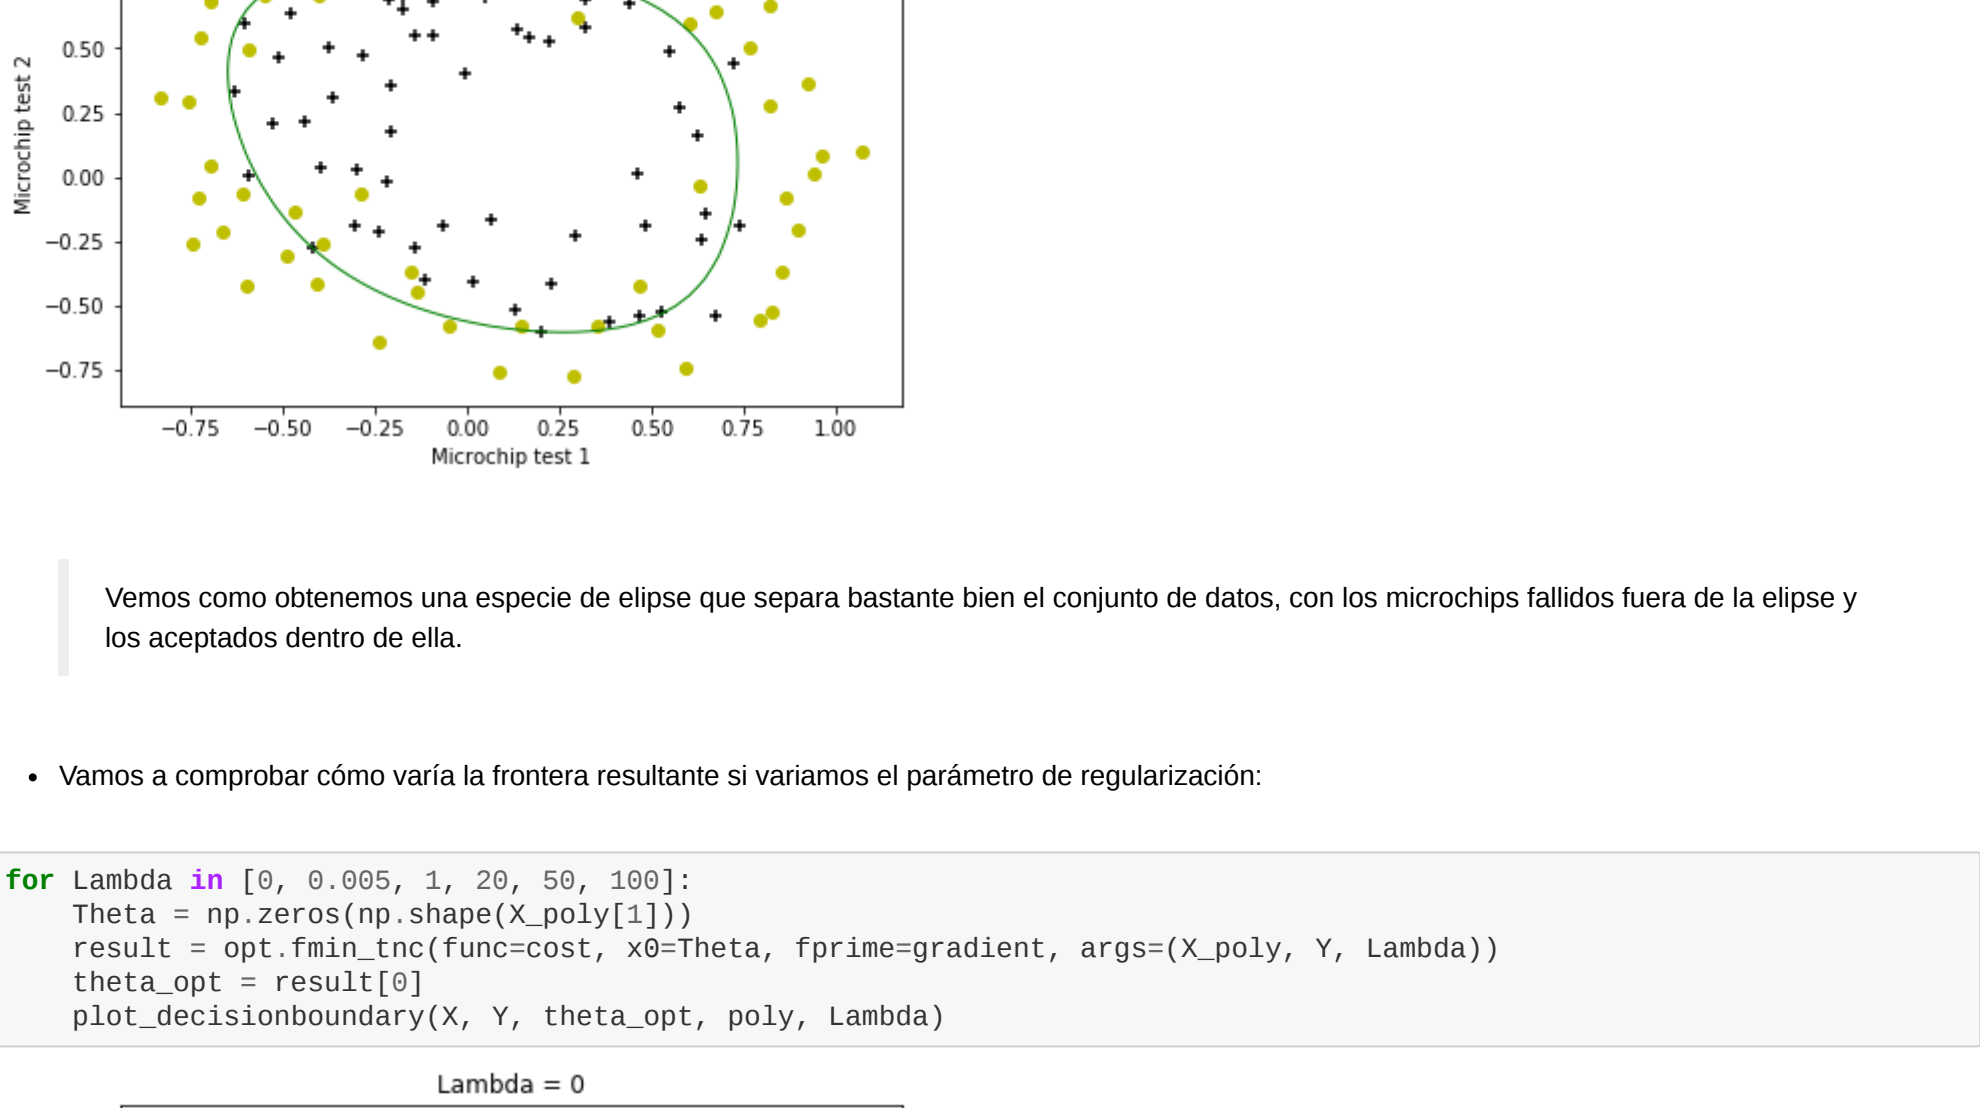 Microchip test 2
0.50
0.25
0.00
−0.25
−0.50
−0.75
−0.75 −0.50 −0.25 0.00 0.25 0.50 0.75 1.00
Microchip test 1
Vemos como obtenemos una especie de elipse que separa bastante bien el conjunto de datos, con los microchips fallidos fuera de la elipse y
los aceptados dentro de ella.
• Vamos a comprobar cómo varía la frontera resultante si variamos el parámetro de regularización:
for Lambda in [0, 0.005, 1, 20, 50, 100]:
    Theta = np.zeros(np.shape(X_poly[1]))
    result = opt.fmin_tnc(func=cost, x0=Theta, fprime=gradient, args=(X_poly, Y, Lambda))
    theta_opt = result[0]
    plot_decisionboundary(X, Y, theta_opt, poly, Lambda)
Lambda = 0